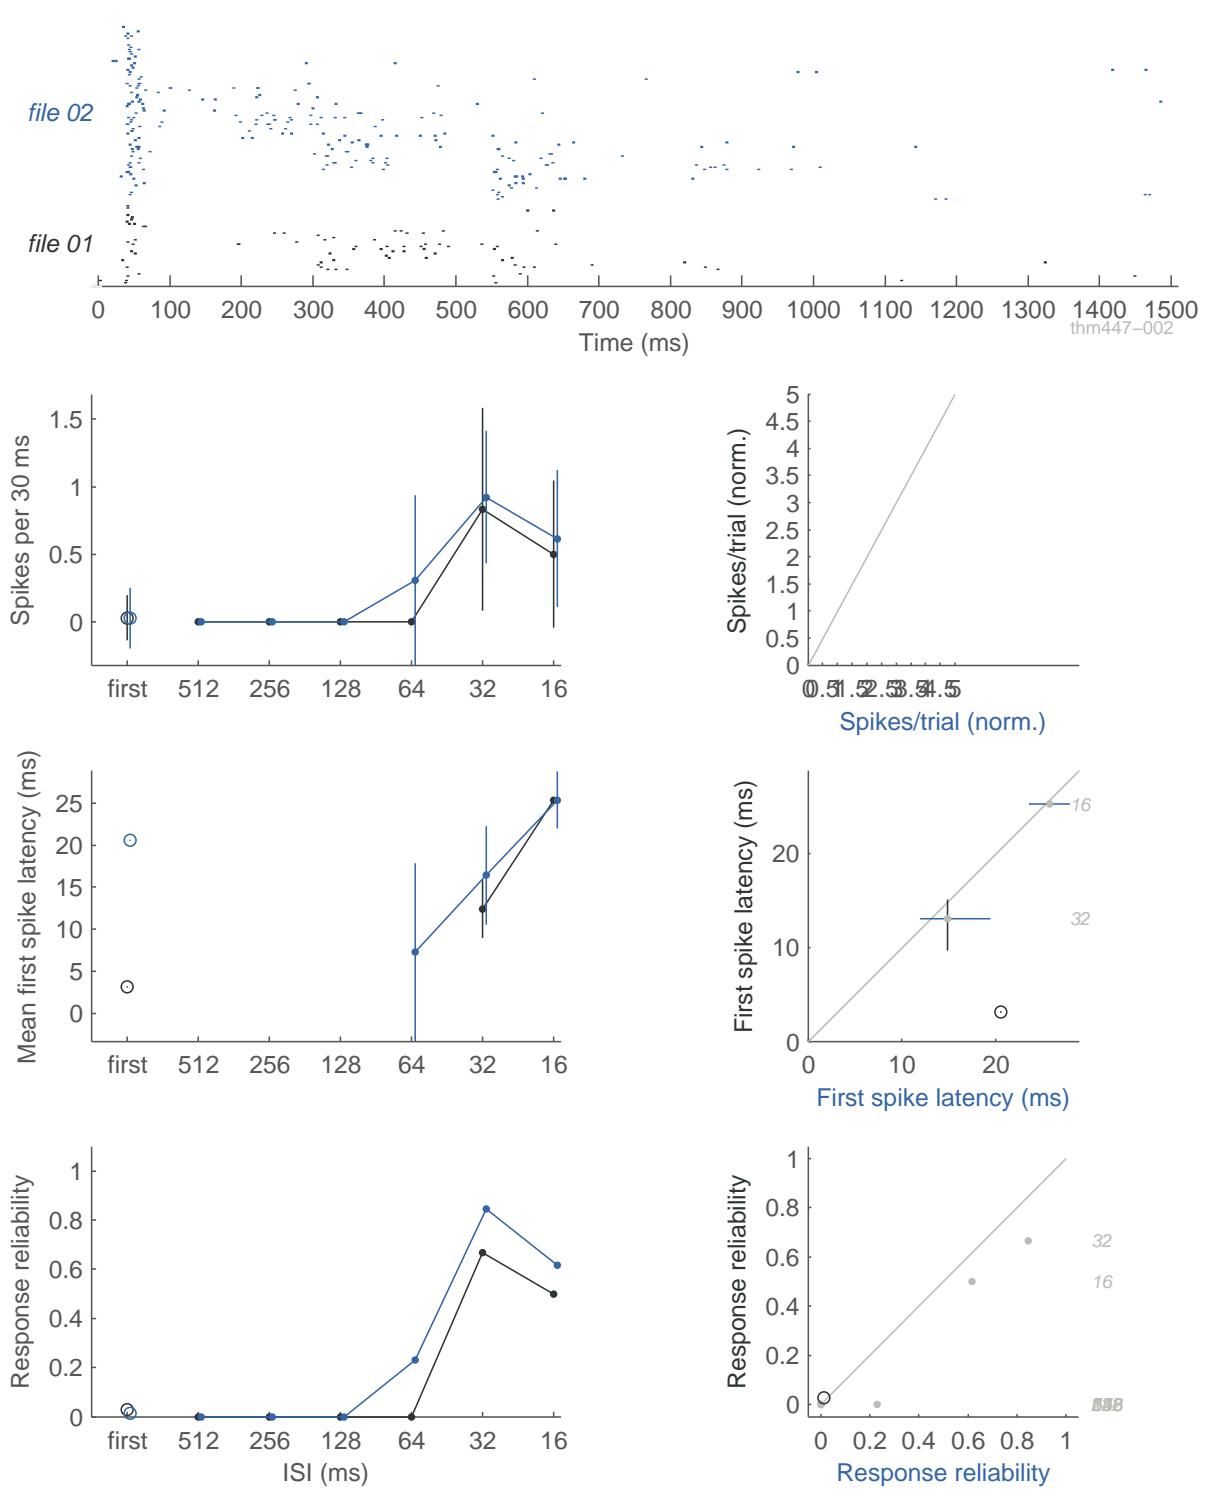 file 02
file 01
0 100 200 300 400 500 600 700 800 900 1000 1100 1200 1300 1400 1500
thm447−002
Time (ms)
Spikes per 30 ms
1.5
1
0.5
0
first 512 256 128 64 32 16
Spikes/trial (norm.)
5
4.5
4
3.5
3
2.5
2
1.5
1
0.5
0
Spikes/trial (norm.)
Mean first spike latency (ms)
25
20
15
10
5
0
first 512 256 128 64 32 16
First spike latency (ms)
20
10
0
16
32
0 10 20
First spike latency (ms)
Response reliability
1
0.8
0.6
0.4
0.2
0
first 512 256 128 64 32 16
ISI (ms)
Response reliability
1
0.8
0.6
0.4
0.2
0
32
16
0 0.2 0.4 0.6 0.8 1
Response reliability